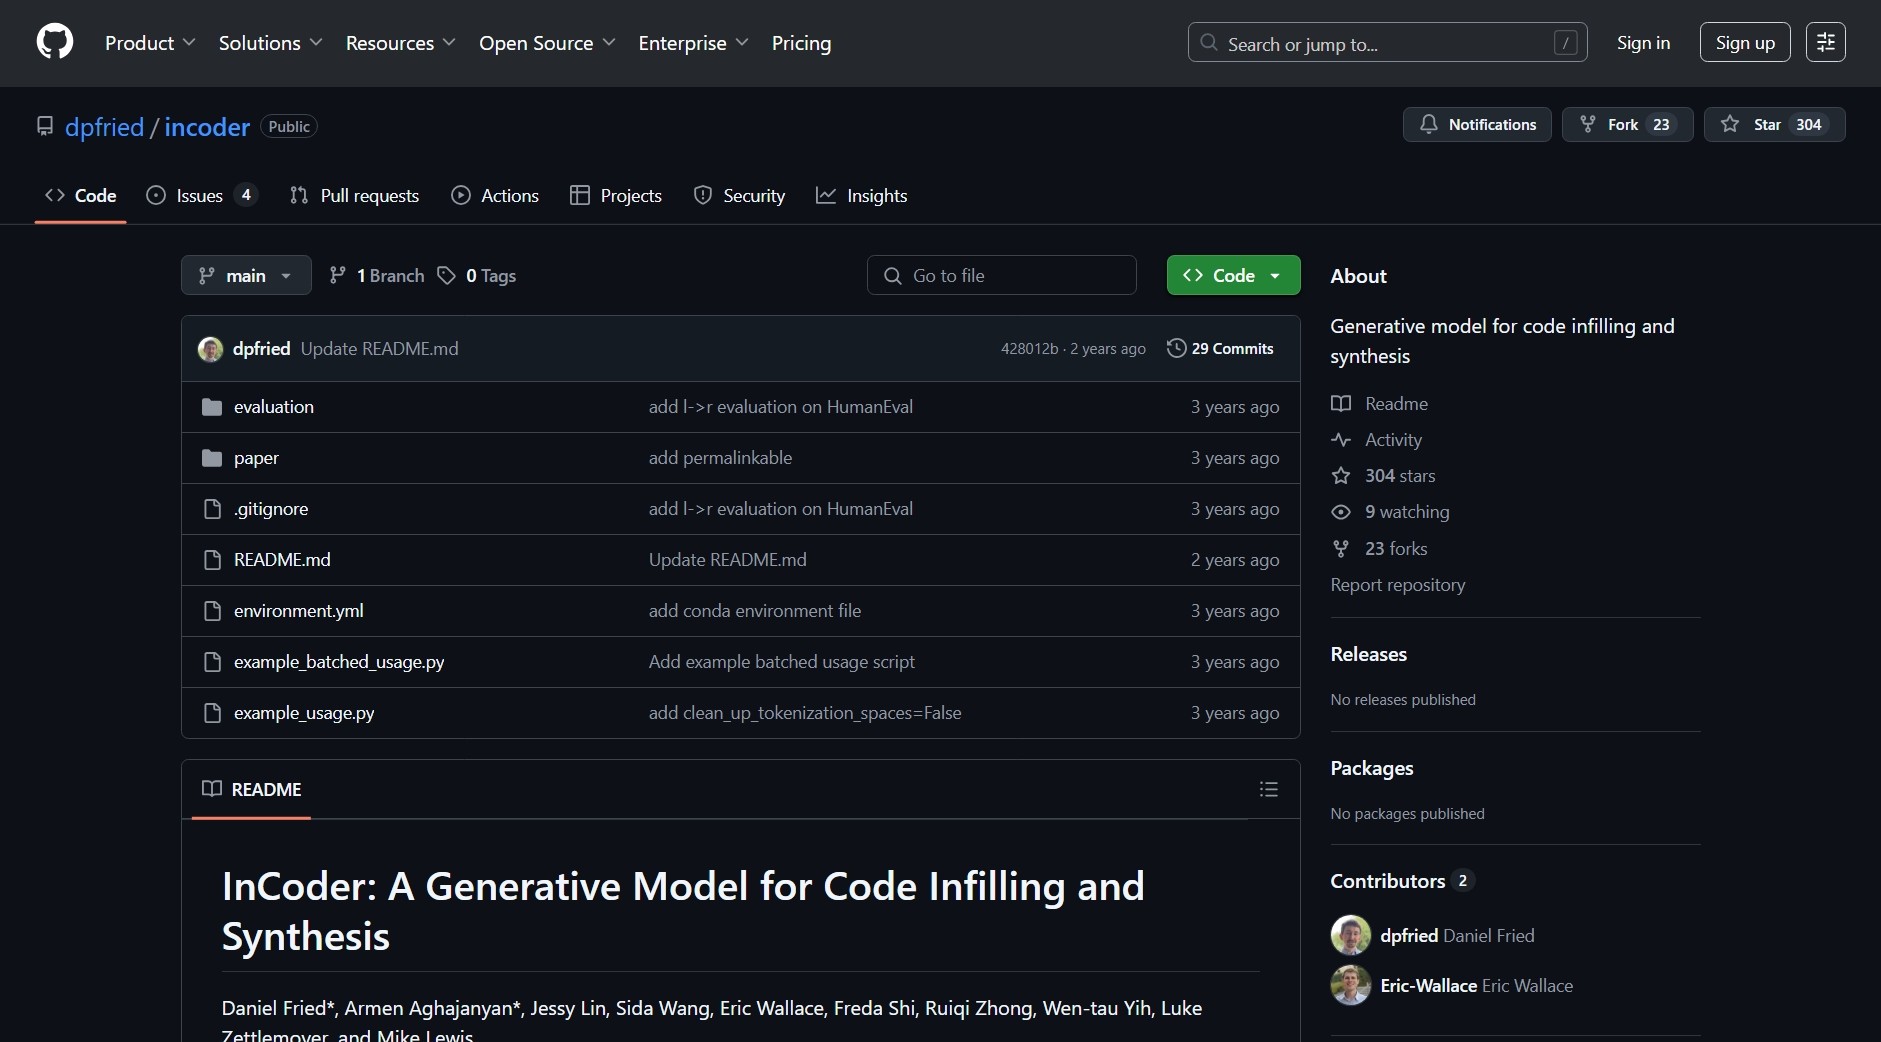 Product Solutions Resources Open Source Enterprise Pricing Search or jump to... / Sign in Sign up
dpfried / incoder Public Notifications Fork 23 Star 304
Code Issues 4 Pull requests Actions Projects Security Insights
main 1 Branch 0 Tags Go to file Code
dpfried Update README.md 428012b · 2 years ago 29 Commits
evaluation add l->r evaluation on HumanEval 3 years ago
paper add permalinkable 3 years ago
.gitignore add l->r evaluation on HumanEval 3 years ago
README.md Update README.md 2 years ago
environment.yml add conda environment file 3 years ago
example_batched_usage.py Add example batched usage script 3 years ago
example_usage.py add clean_up_tokenization_spaces=False 3 years ago
README
InCoder: A Generative Model for Code Infilling and
Synthesis
Daniel Fried*, Armen Aghajanyan*, Jessy Lin, Sida Wang, Eric Wallace, Freda Shi, Ruiqi Zhong, Wen-tau Yih, Luke
Zettlemoyer, and Mike Lewis
About
Generative model for code infilling and
synthesis
Readme
Activity
304 stars
9 watching
23 forks
Report repository
Releases
No releases published
Packages
No packages published
Contributors 2
dpfried Daniel Fried
Eric-Wallace Eric Wallace